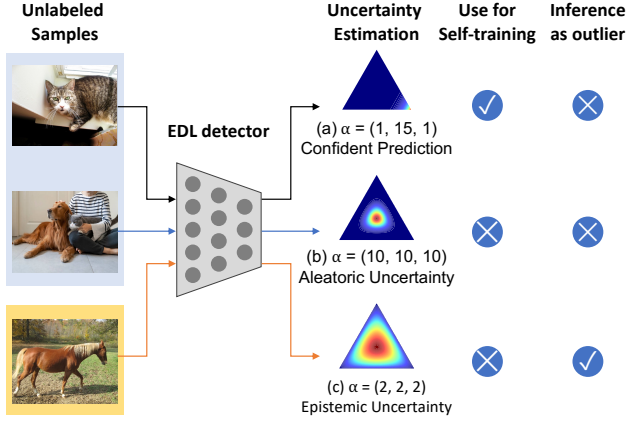 Unlabeled
Samples
Uncertainty
Estimation
Use for
Self-training
Inference
as outlier
EDL detector
(a) α = (1, 15, 1)
Confident Prediction
(b) α = (10, 10, 10)
Aleatoric Uncertainty
(c) α = (2, 2, 2)
Epistemic Uncertainty